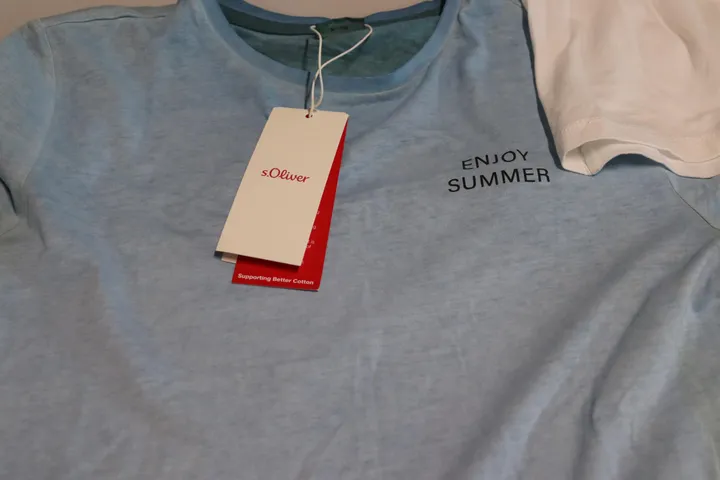 s.Oliver
Supporting Better Cotton
ENJOY
SUMMER